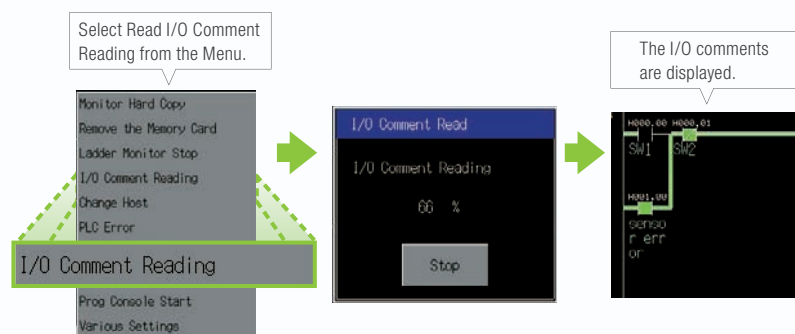 Select Read I/O Comment
Reading from the Menu.
Monitor Hard Copy
Remove the Memory Card
Ladder Monitor Stop
I/O Comment Reading
Change Host
PLC Error
I/O Comment Reading
Prog Console Start
Various Settings
I/O Comment Read
I/O Comment Reading
66 %
Stop
The I/O comments
are displayed.
H000.00 H000.01
SW1 SW2
H001.00
senso
r err
or